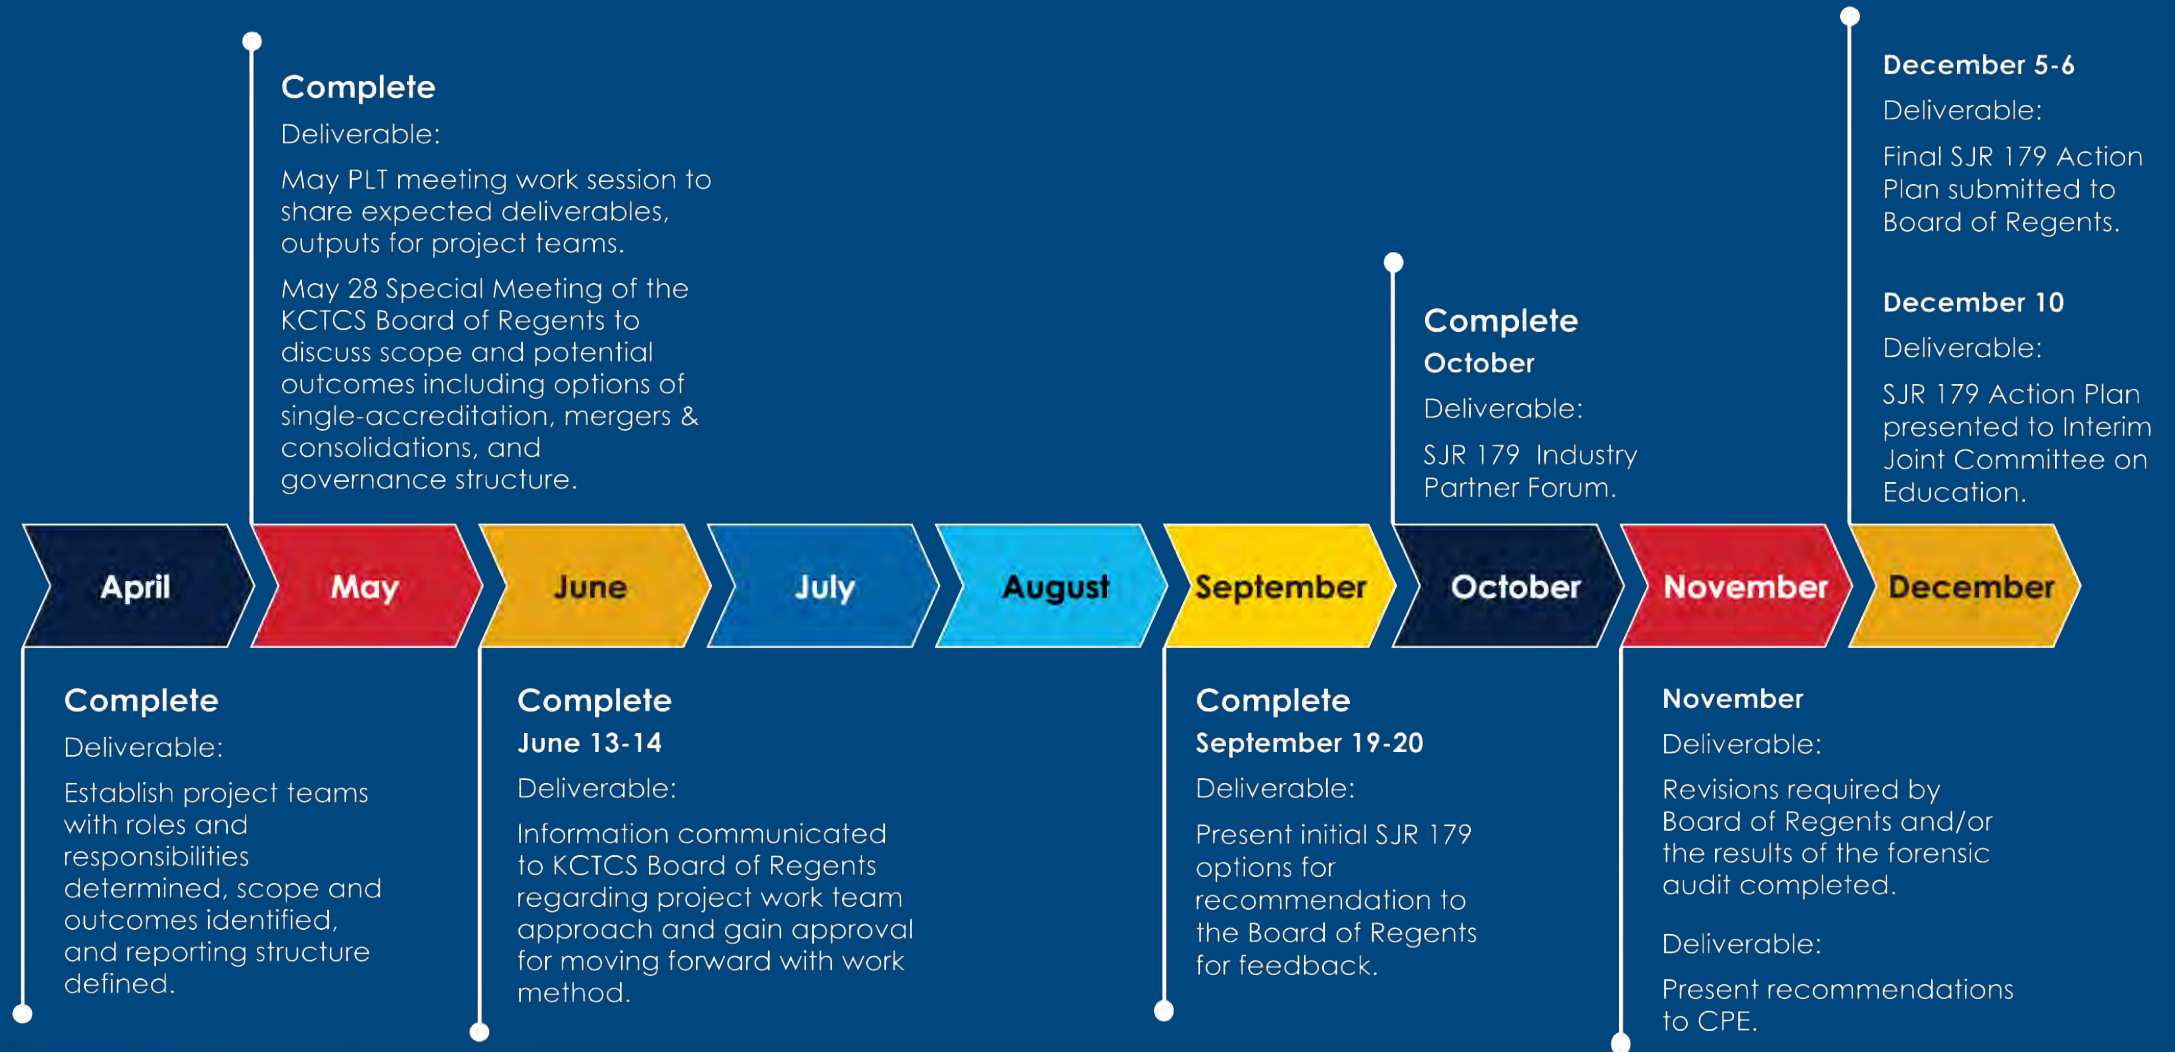 Complete
Deliverable:
May PLT meeting work session to
share expected deliverables,
outputs for project teams.
May 28 Special Meeting of the
KCTCS Board of Regents to
discuss scope and potential
outcomes including options of
single-accreditation, mergers &
consolidations, and
governance structure.
Complete
October
Deliverable:
SJR 179 Industry
Partner Forum.
December 5-6
Deliverable:
Final SJR 179 Action
Plan submitted to
Board of Regents.
December 10
Deliverable:
SJR 179 Action Plan
presented to Interim
Joint Committee on
Education.
April
May
June
July
August
September
October
November
December
Complete
Deliverable:
Establish project teams
with roles and
responsibilities
determined, scope and
outcomes identified,
and reporting structure
defined.
Complete
June 13-14
Deliverable:
Information communicated
to KCTCS Board of Regents
regarding project work team
approach and gain approval
for moving forward with work
method.
Complete
September 19-20
Deliverable:
Present initial SJR 179
options for
recommendation to
the Board of Regents
for feedback.
November
Deliverable:
Revisions required by
Board of Regents and/or
the results of the forensic
audit completed.
Deliverable:
Present recommendations
to CPE.